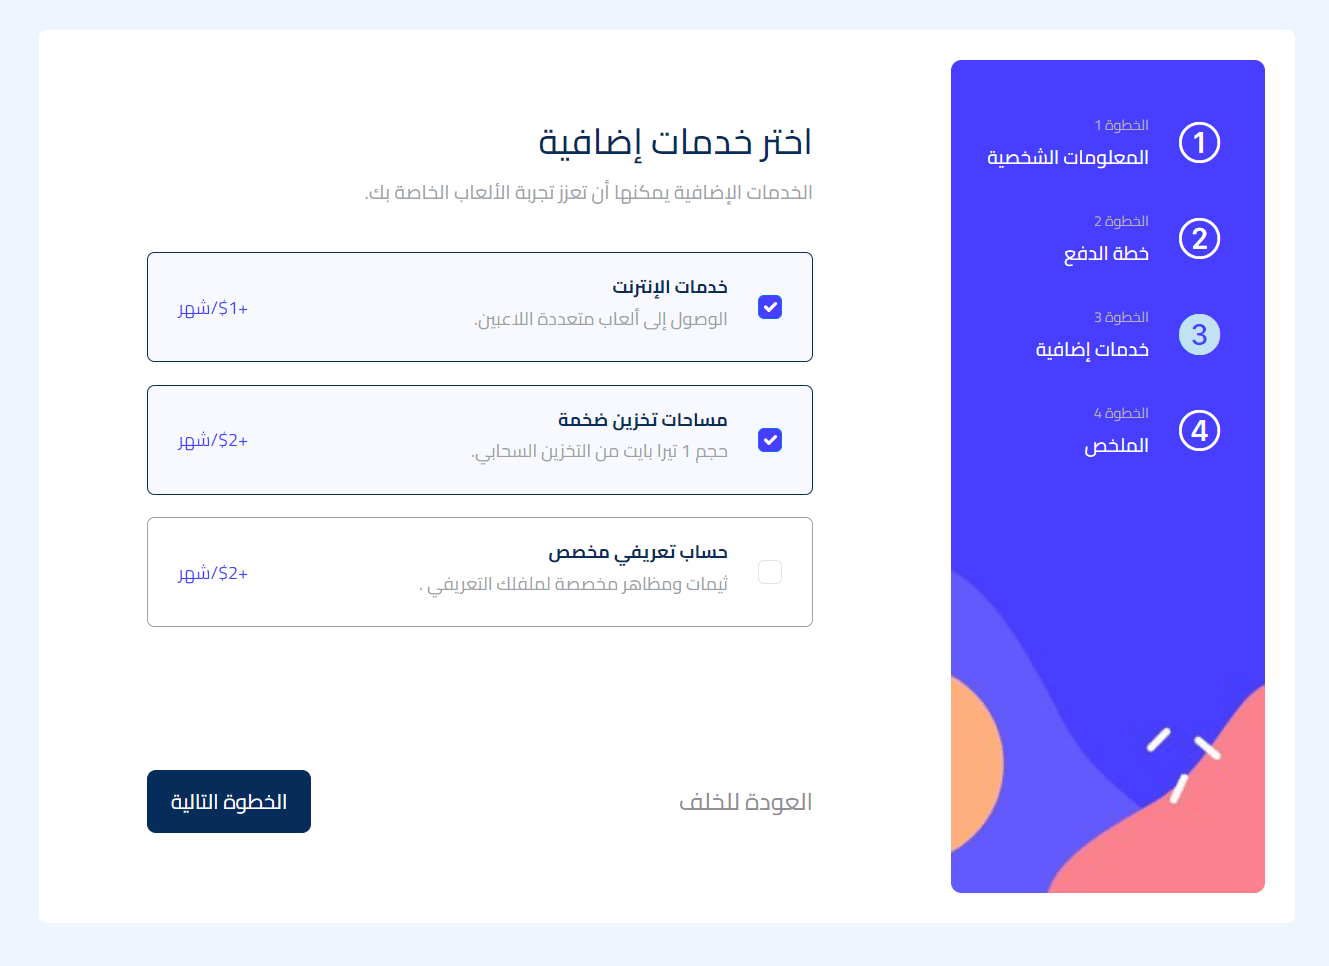 1
الخطوة 1
المعلومات الشخصية
2
الخطوة 2
خطة الدفع
3
الخطوة 3
خدمات إضافية
4
الخطوة 4
الملخص
اختر خدمات إضافية
الخدمات الإضافية يمكنها أن تعزز تجربة الألعاب الخاصة بك.
خدمات الإنترنت
الوصول إلى ألعاب متعددة اللاعبين.
+1$/شهر
مساحات تخزين ضخمة
حجم 1 تيرا بايت من التخزين السحابي.
+2$/شهر
حساب تعريفي مخصص
ثيمات ومظاهر مخصصة لملفلك التعريفي .
+2$/شهر
العودة للخلف
الخطوة التالية